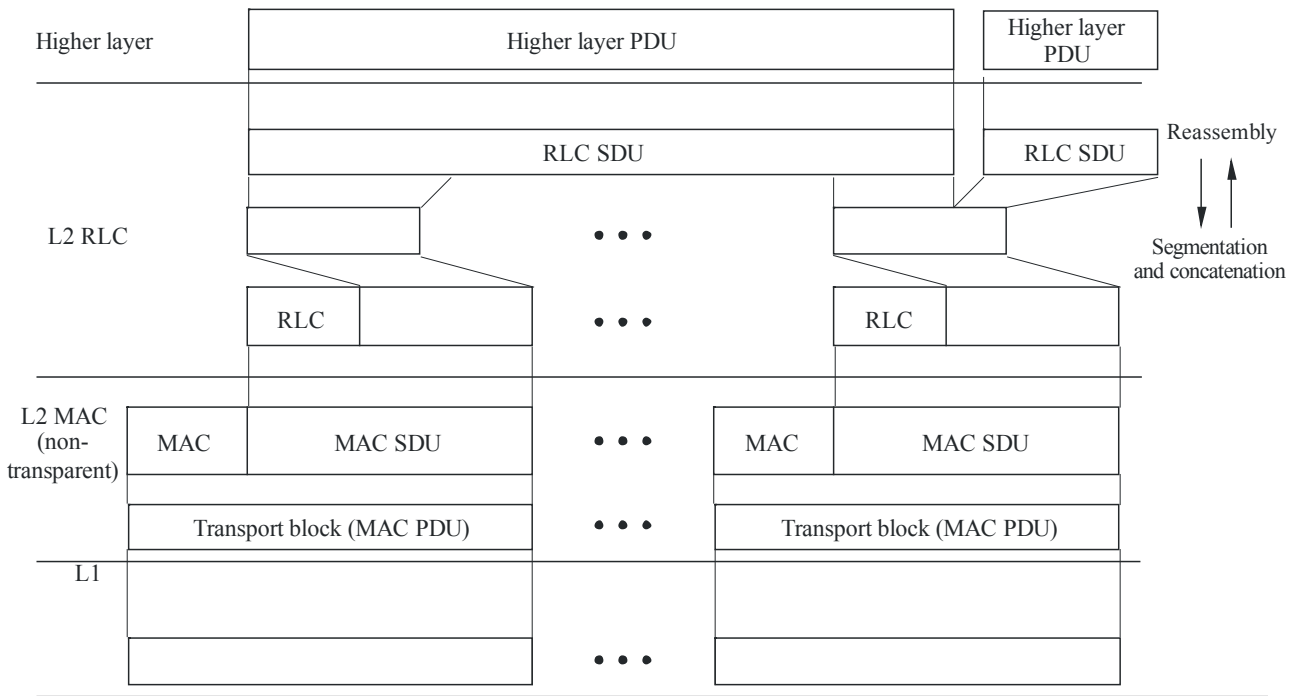 Higher layer
Higher layer PDU
Higher layer
PDU
RLC SDU
RLC SDU
Reassembly
L2 RLC
Segmentation
and concatenation
RLC
RLC
L2 MAC
(non-
transparent)
MAC
MAC SDU
MAC
MAC SDU
Transport block (MAC PDU)
Transport block (MAC PDU)
L1